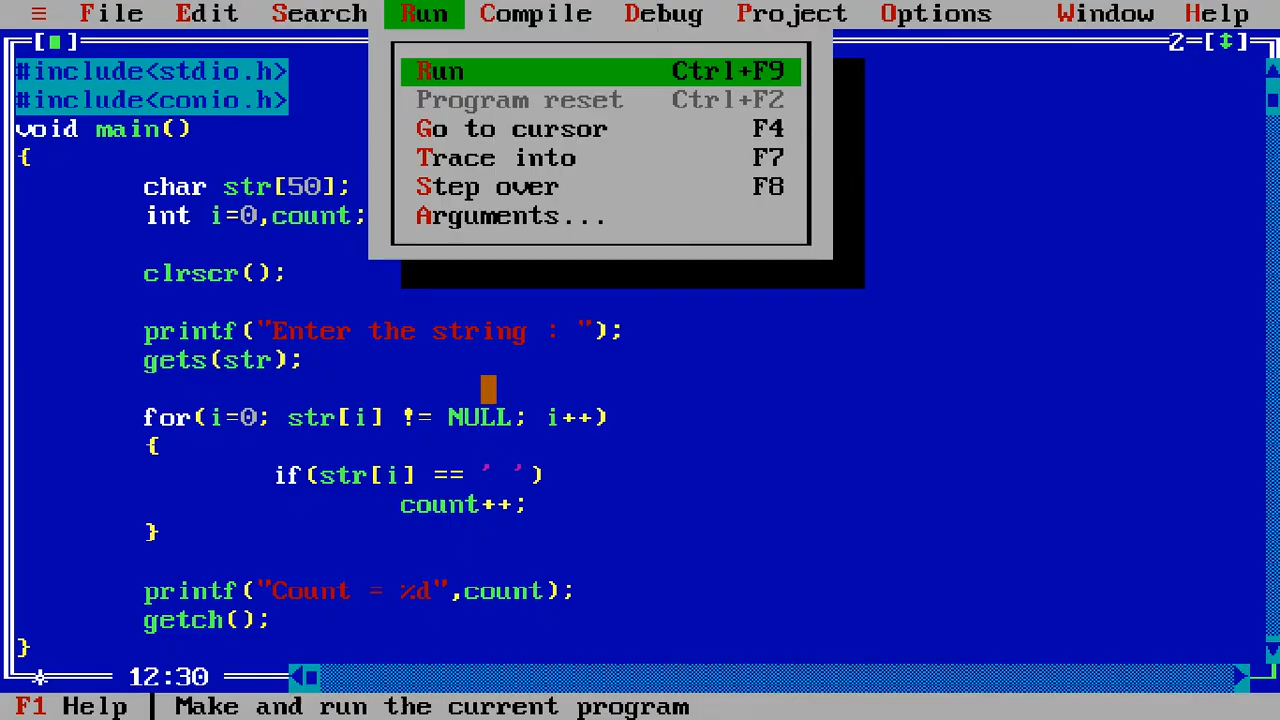 ≡ File Edit Search Run Compile Debug Project Options Window Help
[■] 2=[↕]
Run Ctrl+F9
Program reset Ctrl+F2
Go to cursor F4
Trace into F7
Step over F8
Arguments...
#include<stdio.h>
#include<conio.h>
void main()
{
char str[50];
int i=0,count;
clrscr();
printf("Enter the string : ");
gets(str);
for(i=0; str[i] != NULL; i++)
{
if(str[i] == ' ')
count++;
}
printf("Count = %d",count);
getch();
}
12:30
F1 Help | Make and run the current program